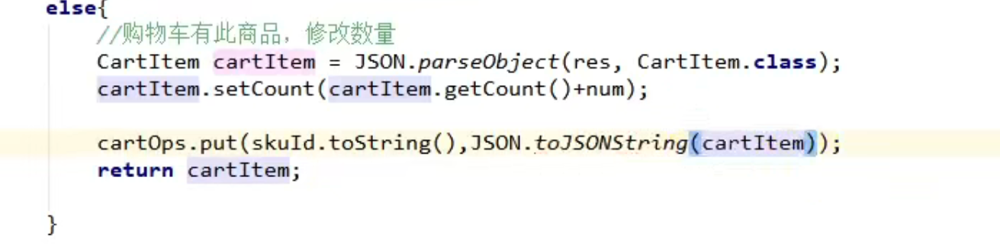 else{
//购物车有此商品，修改数量
CartItem cartItem = JSON.parseObject(res, CartItem.class);
cartItem.setCount(cartItem.getCount()+num);
cartOps.put(skuId.toString(),JSON.toJSONString(cartItem));
return cartItem;
}